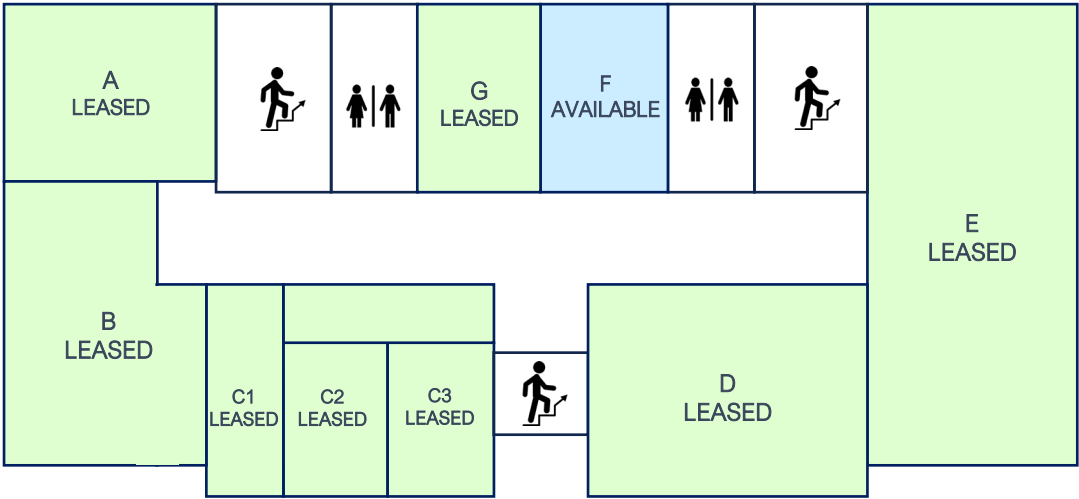 A
LEASED
G
LEASED
F
AVAILABLE
E
LEASED
B
LEASED
C1
LEASED
C2
LEASED
C3
LEASED
D
LEASED